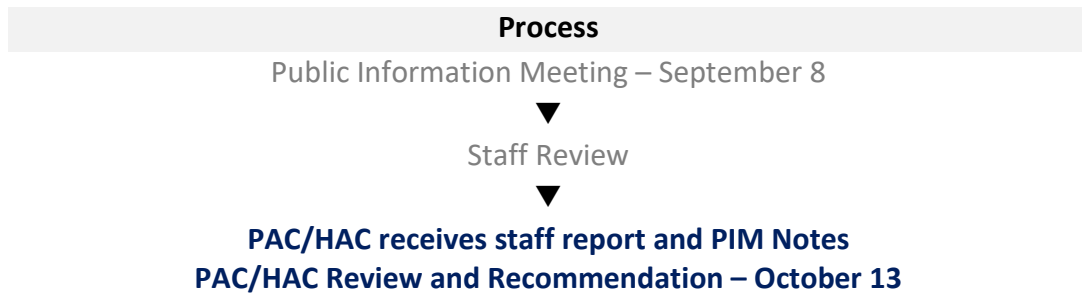 Process
Public Information Meeting – September 8
▼
Staff Review
▼
PAC/HAC receives staff report and PIM Notes
PAC/HAC Review and Recommendation – October 13